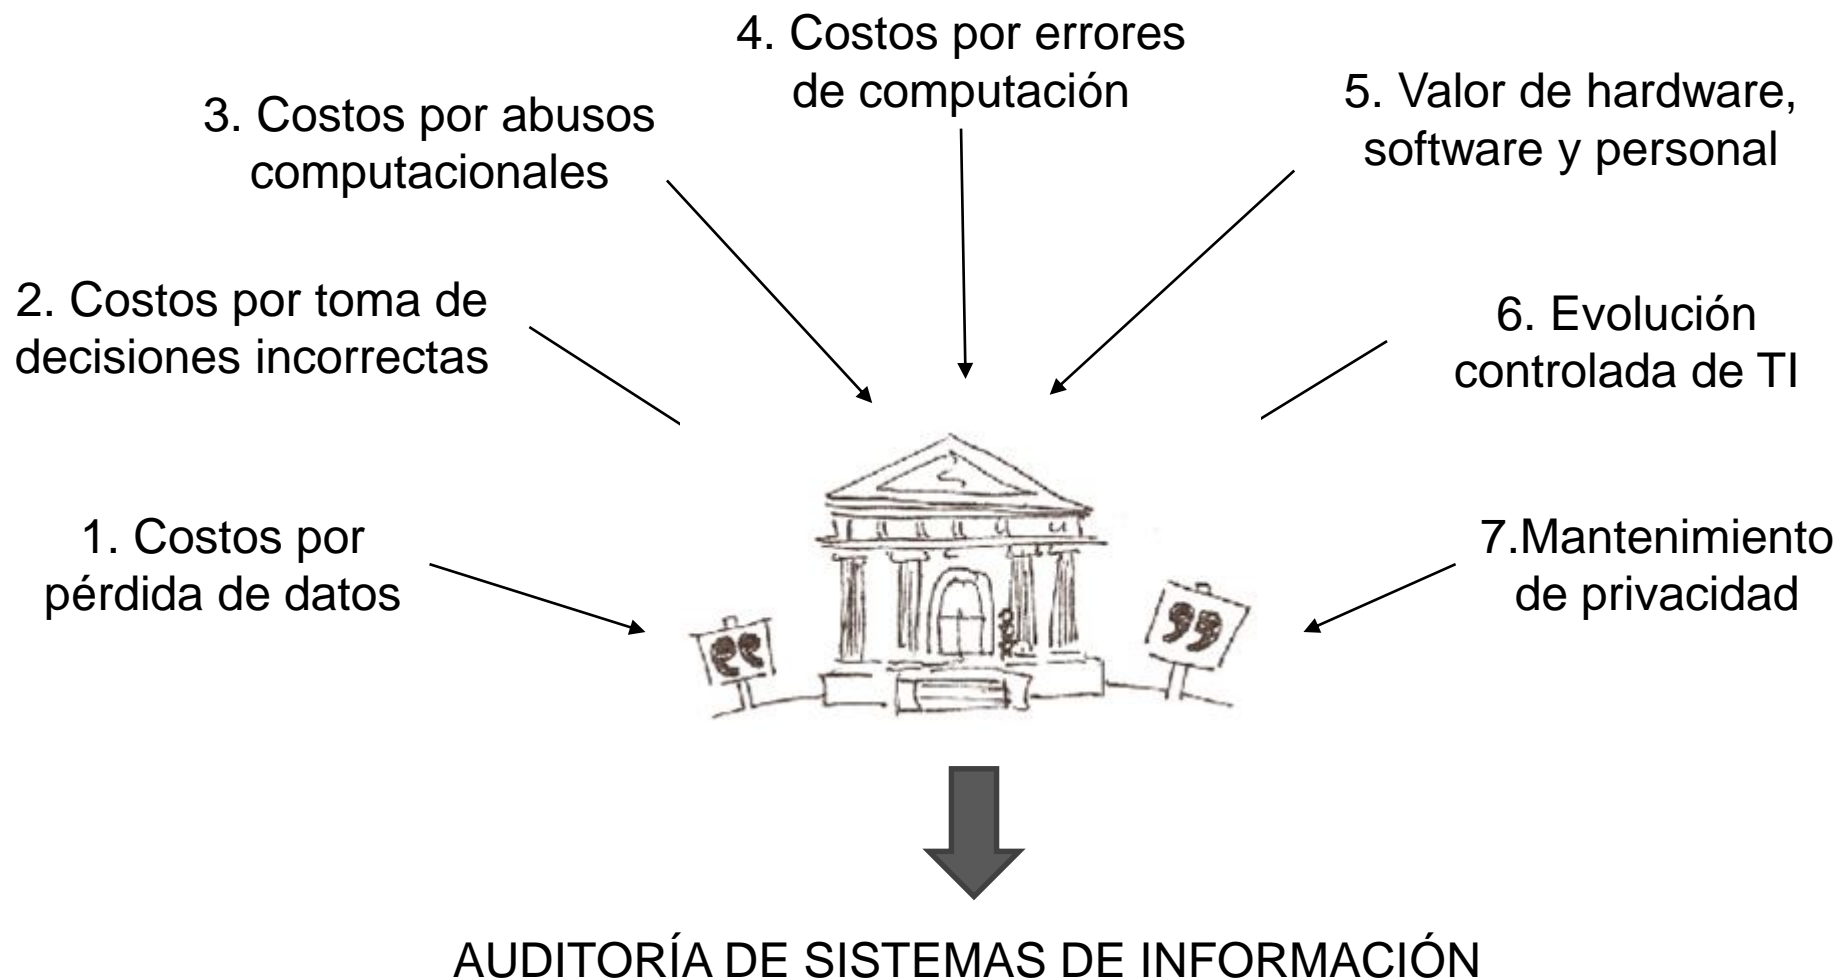 4. Costos por errores
de computación
3. Costos por abusos
computacionales
5. Valor de hardware,
software y personal
2. Costos por toma de
decisiones incorrectas
6. Evolución
controlada de TI
1. Costos por
pérdida de datos
7.Mantenimiento
de privacidad
AUDITORÍA DE SISTEMAS DE INFORMACIÓN